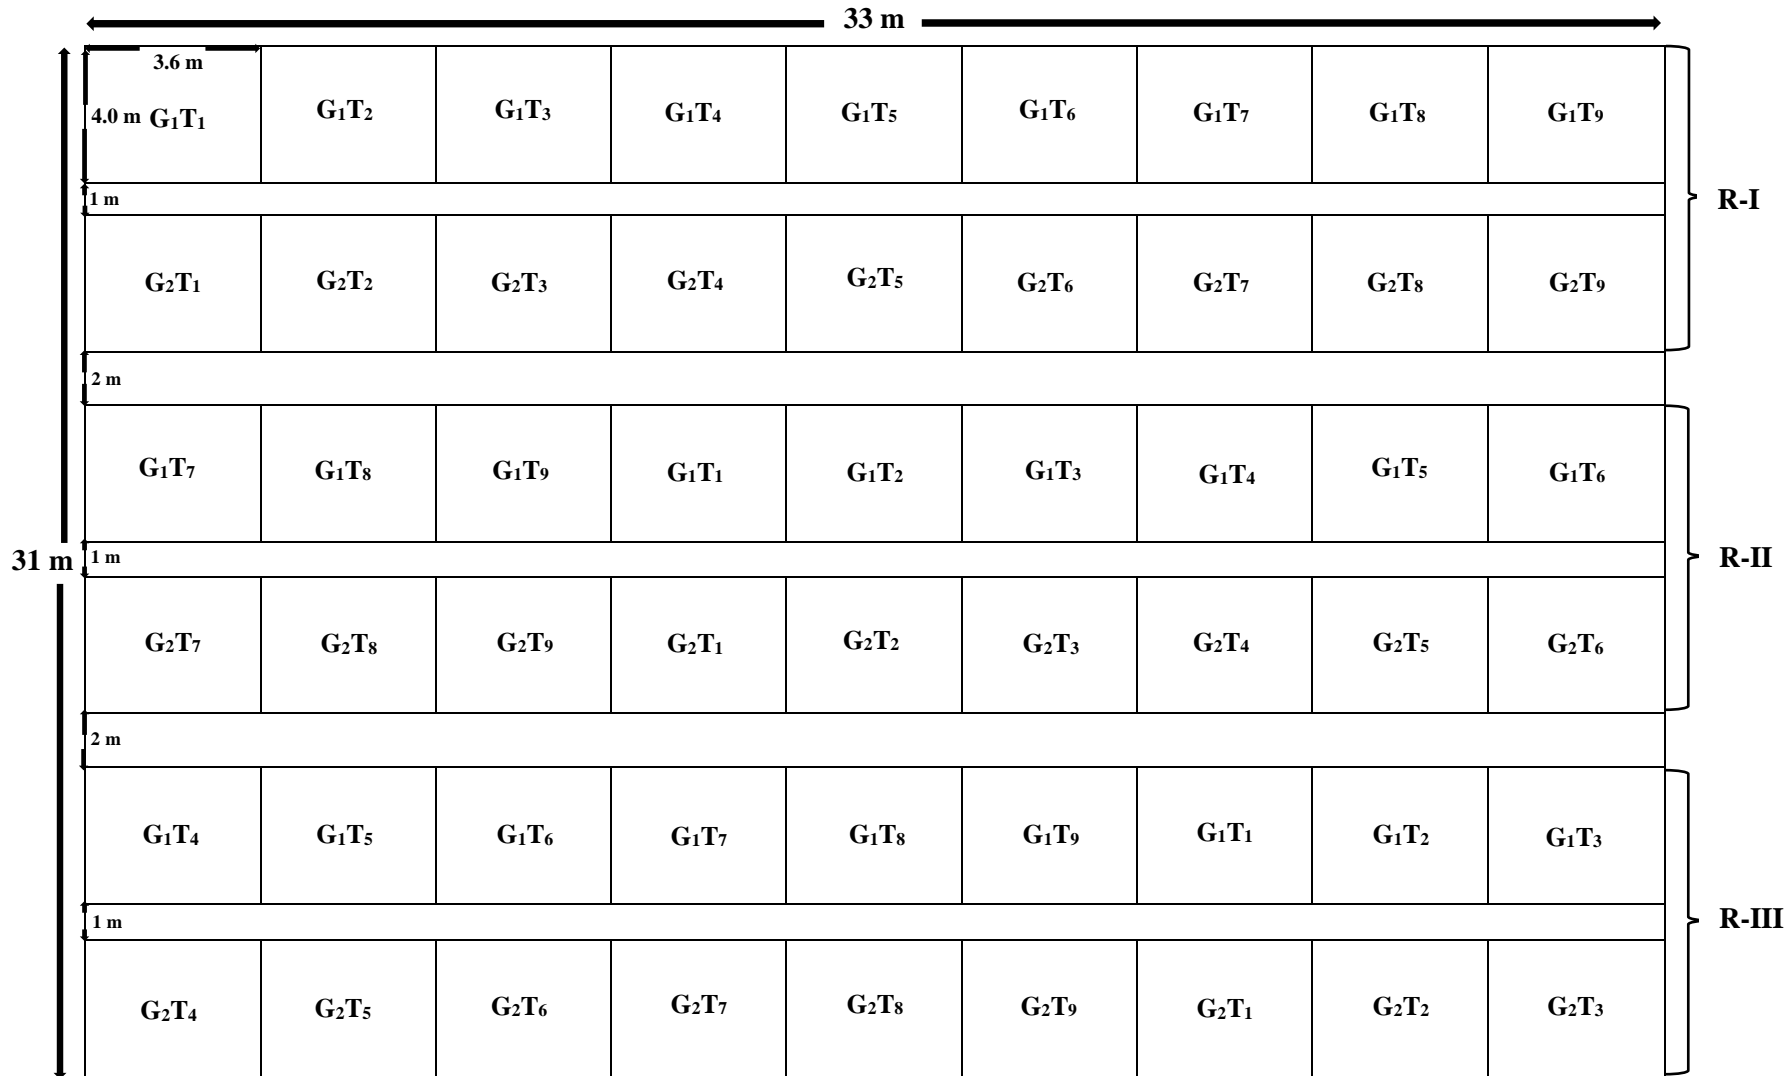 33 m
3.6 m
4.0 m G₁T₁ G₁T₂ G₁T₃ G₁T₄ G₁T₅ G₁T₆ G₁T₇ G₁T₈ G₁T₉
1 m R-I
G₂T₁ G₂T₂ G₂T₃ G₂T₄ G₂T₅ G₂T₆ G₂T₇ G₂T₈ G₂T₉
2 m
G₁T₇ G₁T₈ G₁T₉ G₁T₁ G₁T₂ G₁T₃ G₁T₄ G₁T₅ G₁T₆
31 m 1 m R-II
G₂T₇ G₂T₈ G₂T₉ G₂T₁ G₂T₂ G₂T₃ G₂T₄ G₂T₅ G₂T₆
2 m
G₁T₄ G₁T₅ G₁T₆ G₁T₇ G₁T₈ G₁T₉ G₁T₁ G₁T₂ G₁T₃
1 m R-III
G₂T₄ G₂T₅ G₂T₆ G₂T₇ G₂T₈ G₂T₉ G₂T₁ G₂T₂ G₂T₃